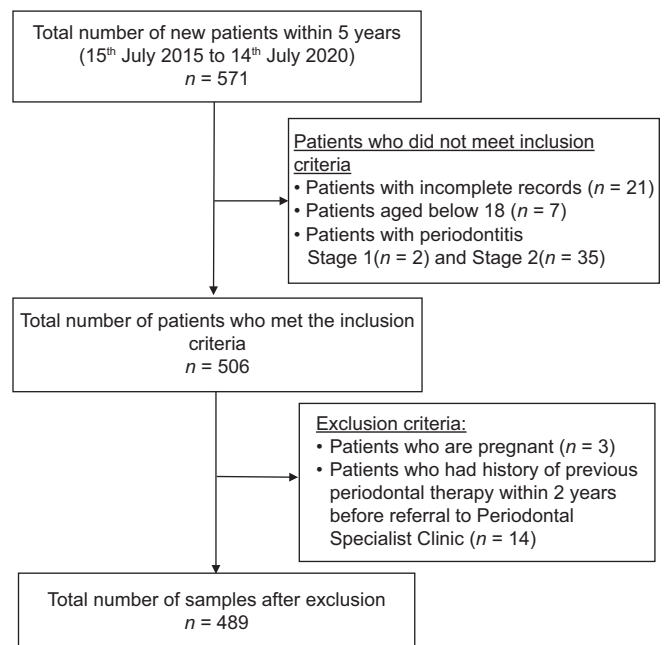 Total number of new patients within 5 years
(15th July 2015 to 14th July 2020)
n = 571
Patients who did not meet inclusion
criteria
• Patients with incomplete records (n = 21)
• Patients aged below 18 (n = 7)
• Patients with periodontitis
Stage 1(n = 2) and Stage 2(n = 35)
Total number of patients who met the inclusion
criteria
n = 506
Exclusion criteria:
• Patients who are pregnant (n = 3)
• Patients who had history of previous
periodontal therapy within 2 years
before referral to Periodontal
Specialist Clinic (n = 14)
Total number of samples after exclusion
n = 489